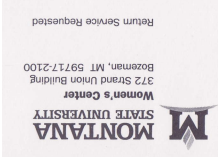 MONTANA
STATE UNIVERSITY
Women's Center
372 Strand Union Building
Bozeman, MT 59717-2100
Return Service Requested